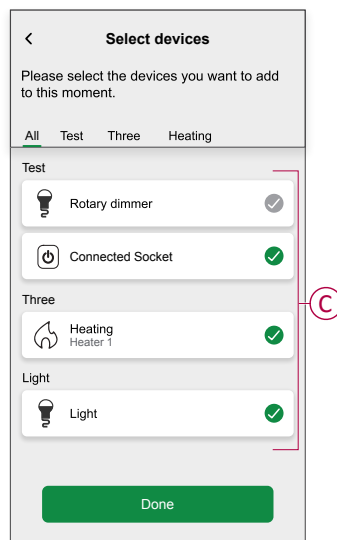 Select devices
Please select the devices you want to add
to this moment.
All Test Three Heating
Test
Rotary dimmer
Connected Socket
Three
Heating
Heater 1
C
Light
Light
Done